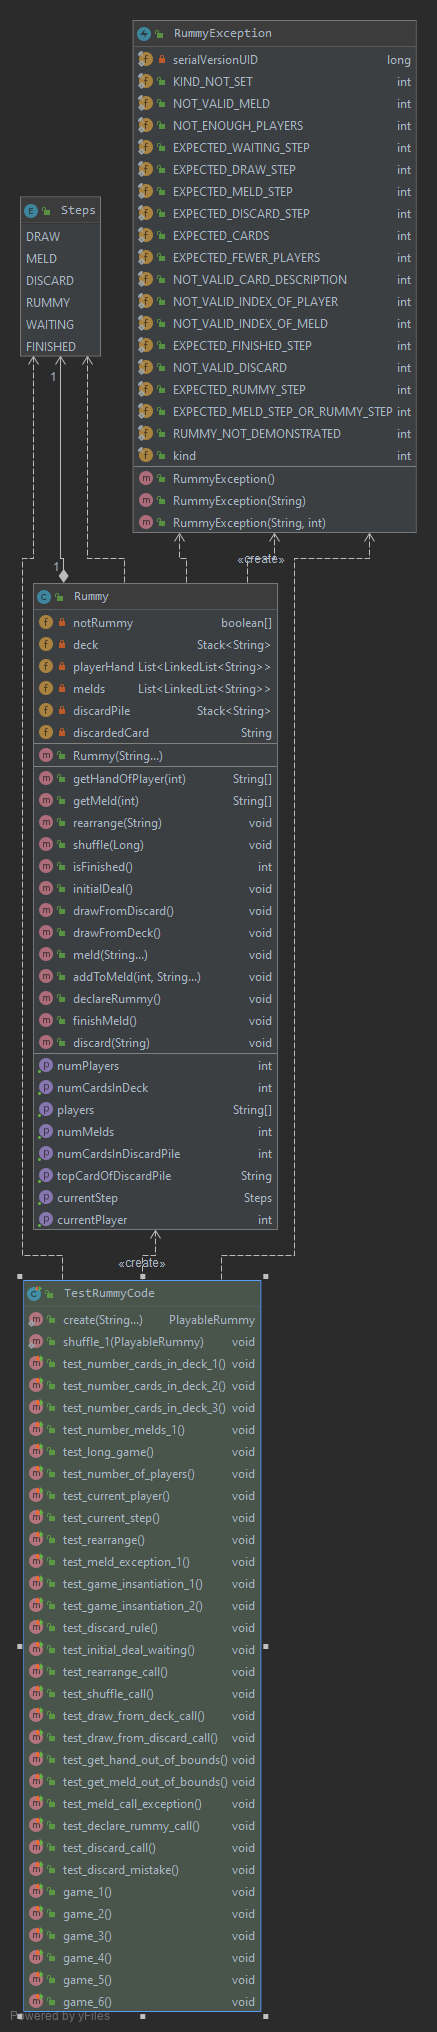 RummyException
serialVersionUID long
KIND_NOT_SET int
NOT_VALID_MELD int
NOT_ENOUGH_PLAYERS int
EXPECTED_WAITING_STEP int
EXPECTED_DRAW_STEP int
EXPECTED_MELD_STEP int
EXPECTED_DISCARD_STEP int
EXPECTED_CARDS int
EXPECTED_FEWER_PLAYERS int
NOT_VALID_CARD_DESCRIPTION int
NOT_VALID_INDEX_OF_PLAYER int
NOT_VALID_INDEX_OF_MELD int
EXPECTED_FINISHED_STEP int
NOT_VALID_DISCARD int
EXPECTED_RUMMY_STEP int
EXPECTED_MELD_STEP_OR_RUMMY_STEP int
RUMMY_NOT_DEMONSTRATED int
kind int
RummyException()
RummyException(String)
RummyException(String, int)
Steps
DRAW
MELD
DISCARD
RUMMY
WAITING
FINISHED
1
«create»
1
Rummy
notRummy boolean[]
deck Stack<String>
playerHand List<LinkedList<String>>
melds List<LinkedList<String>>
discardPile Stack<String>
discardedCard String
Rummy(String...)
getHandOfPlayer(int) String[]
getMeld(int) String[]
rearrange(String) void
shuffle(Long) void
isFinished() int
initialDeal() void
drawFromDiscard() void
drawFromDeck() void
meld(String...) void
addToMeld(int, String...) void
declareRummy() void
finishMeld() void
discard(String) void
numPlayers int
numCardsInDeck int
players String[]
numMelds int
numCardsInDiscardPile int
topCardOfDiscardPile String
currentStep Steps
currentPlayer int
«create»
TestRummyCode
create(String...) PlayableRummy
shuffle_1(PlayableRummy) void
test_number_cards_in_deck_1() void
test_number_cards_in_deck_2() void
test_number_cards_in_deck_3() void
test_number_melds_1() void
test_long_game() void
test_number_of_players() void
test_current_player() void
test_current_step() void
test_rearrange() void
test_meld_exception_1() void
test_game_insantiation_1() void
test_game_insantiation_2() void
test_discard_rule() void
test_initial_deal_waiting() void
test_rearrange_call() void
test_shuffle_call() void
test_draw_from_deck_call() void
test_draw_from_discard_call() void
test_get_hand_out_of_bounds() void
test_get_meld_out_of_bounds() void
test_meld_call_exception() void
test_declare_rummy_call() void
test_discard_call() void
test_discard_mistake() void
game_1() void
game_2() void
game_3() void
game_4() void
game_5() void
game_6() void
Powered by yFiles